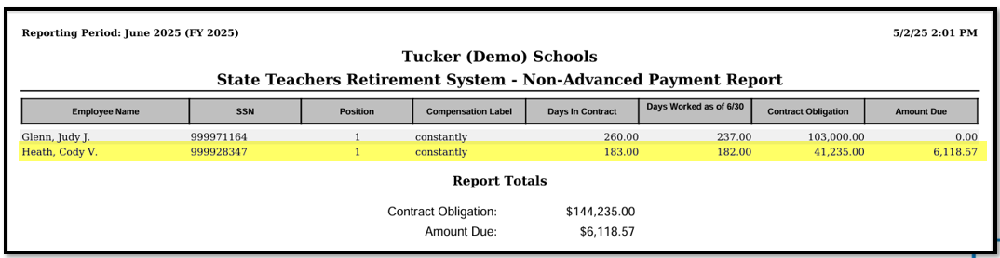 Reporting Period: June 2025 (FY 2025) 5/2/25 2:01 PM
Tucker (Demo) Schools
State Teachers Retirement System - Non-Advanced Payment Report
Employee Name SSN Position Compensation Label Days In Contract Days Worked as of 6/30 Contract Obligation Amount Due
Glenn, Judy J. 999971164 1 constantly 260.00 237.00 103,000.00 0.00
Heath, Cody V. 999928347 1 constantly 183.00 182.00 41,235.00 6,118.57
Report Totals
Contract Obligation: $144,235.00
Amount Due: $6,118.57